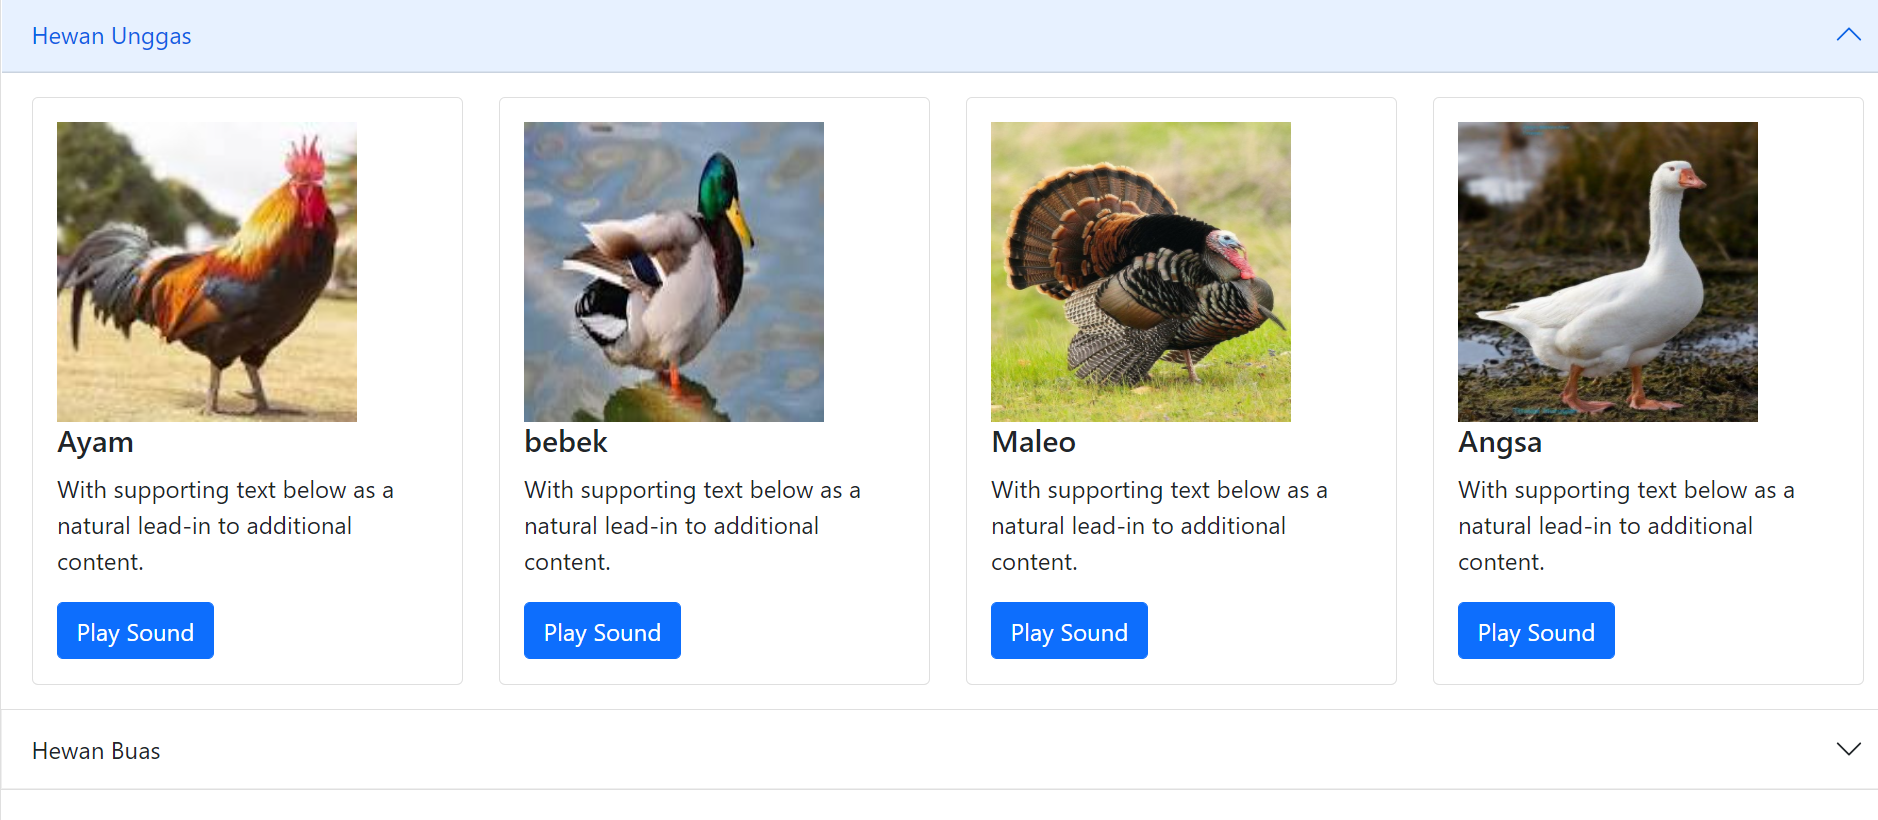 Hewan Unggas
Ayam
With supporting text below as a
natural lead-in to additional
content.
Play Sound
bebek
With supporting text below as a
natural lead-in to additional
content.
Play Sound
Maleo
With supporting text below as a
natural lead-in to additional
content.
Play Sound
Angsa
With supporting text below as a
natural lead-in to additional
content.
Play Sound
Hewan Buas